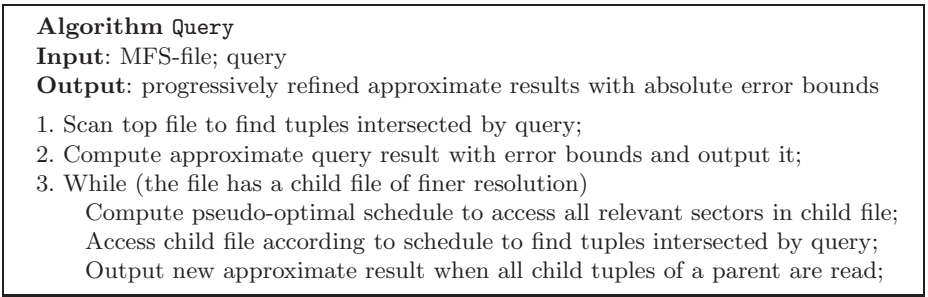 Algorithm Query
Input: MFS-file; query
Output: progressively refined approximate results with absolute error bounds
1. Scan top file to find tuples intersected by query;
2. Compute approximate query result with error bounds and output it;
3. While (the file has a child file of finer resolution)
Compute pseudo-optimal schedule to access all relevant sectors in child file;
Access child file according to schedule to find tuples intersected by query;
Output new approximate result when all child tuples of a parent are read;